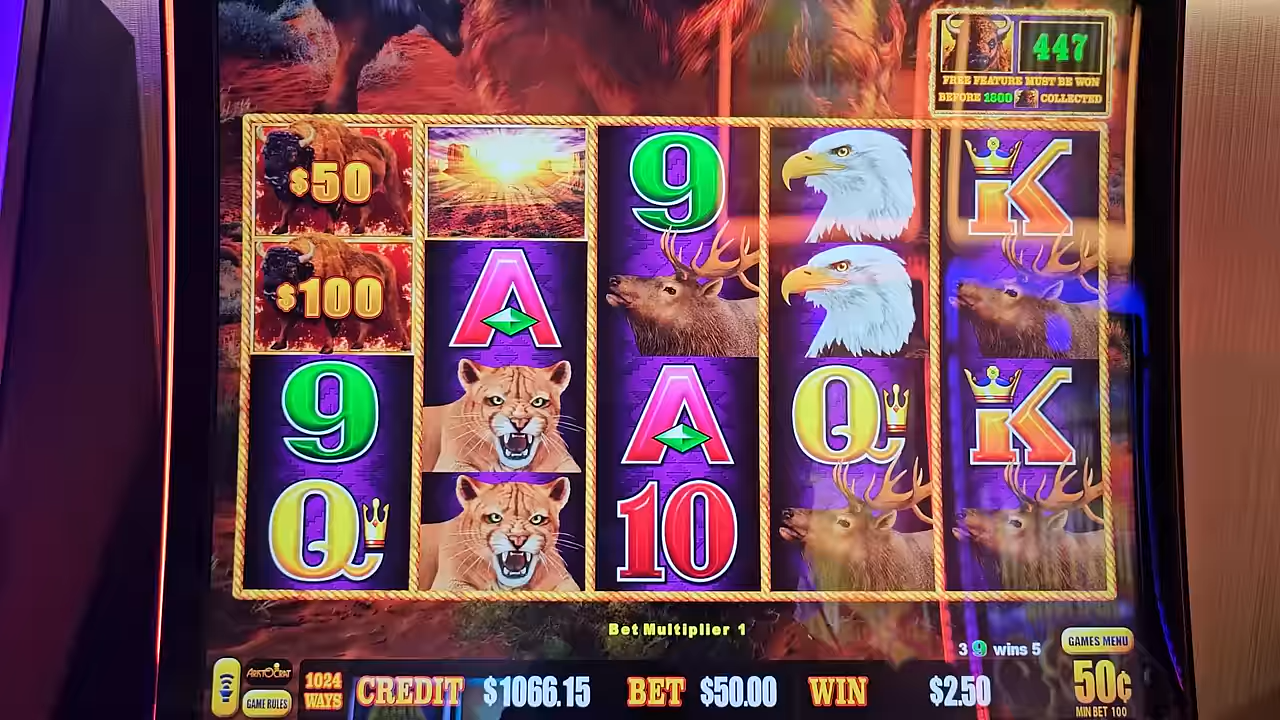 447
FREE FEATURE MUST BE WON
BEFORE 1800 COLLECTED
$50
9
K
$100
A
9
A
Q
K
Q
10
Bet Multiplier 1
3 9 wins 5
GAMES MENU
ARISTOCRAT
GAME RULES
1024
WAYS
CREDIT $1066.15 BET $50.00 WIN $2.50
50¢
MIN BET 100